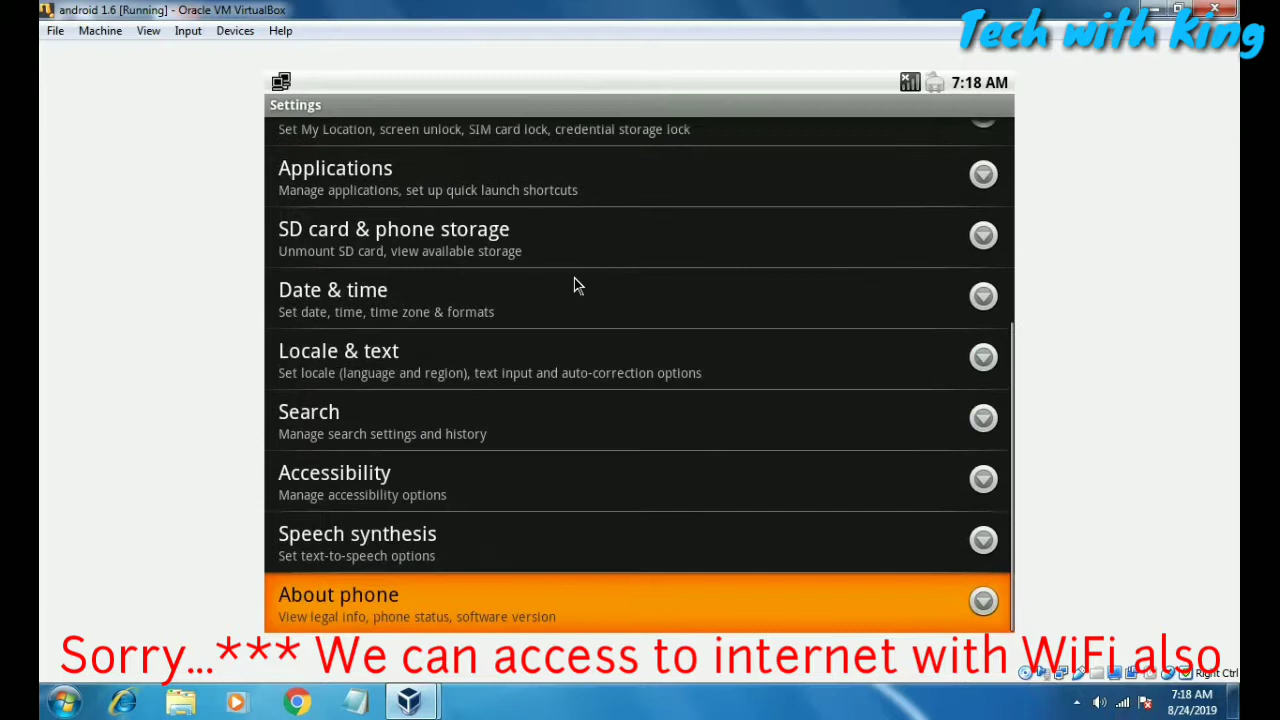 android 1.6 [Running] - Oracle VM VirtualBox
Tech with King
File Machine View Input Devices Help
7:18 AM
Settings
Set My Location, screen unlock, SIM card lock, credential storage lock
Applications
Manage applications, set up quick launch shortcuts
SD card & phone storage
Unmount SD card, view available storage
Date & time
Set date, time, time zone & formats
Locale & text
Set locale (language and region), text input and auto-correction options
Search
Manage search settings and history
Accessibility
Manage accessibility options
Speech synthesis
Set text-to-speech options
About phone
View legal info, phone status, software version
Sorry...*** We can access to internet with WiFi also
Right Ctrl
7:18 AM
8/24/2019